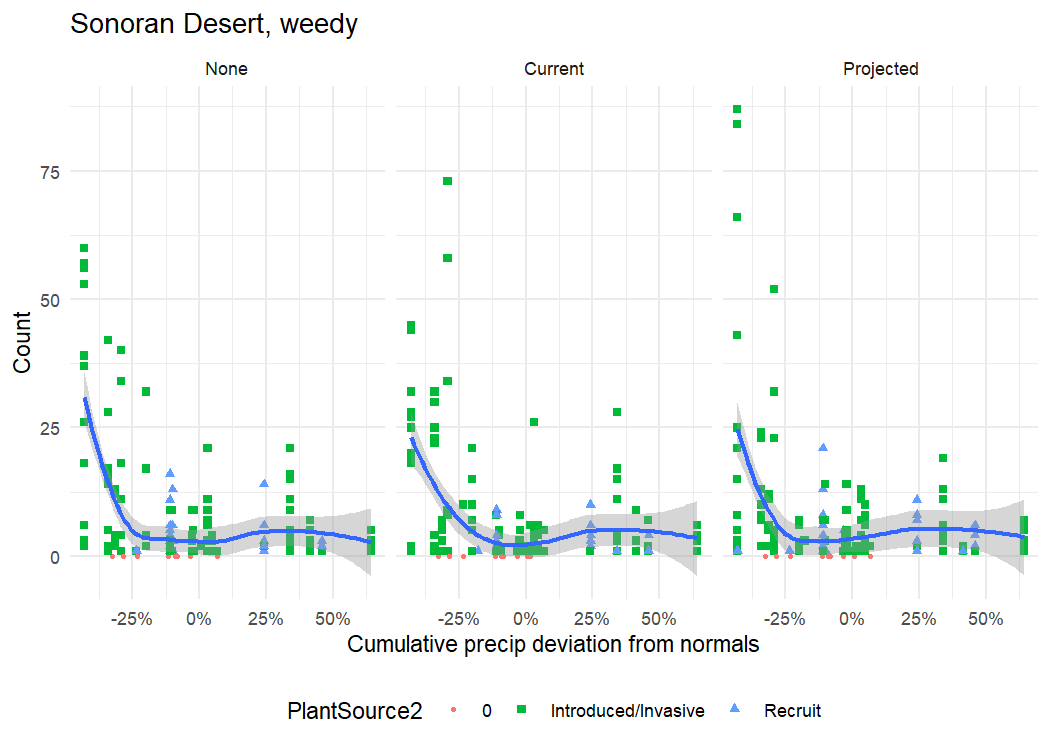 Sonoran Desert, weedy
None Current Projected
75
50
25
0
Count
-25% 0% 25% 50% -25% 0% 25% 50% -25% 0% 25% 50%
Cumulative precip deviation from normals
PlantSource2 0 Introduced/Invasive Recruit